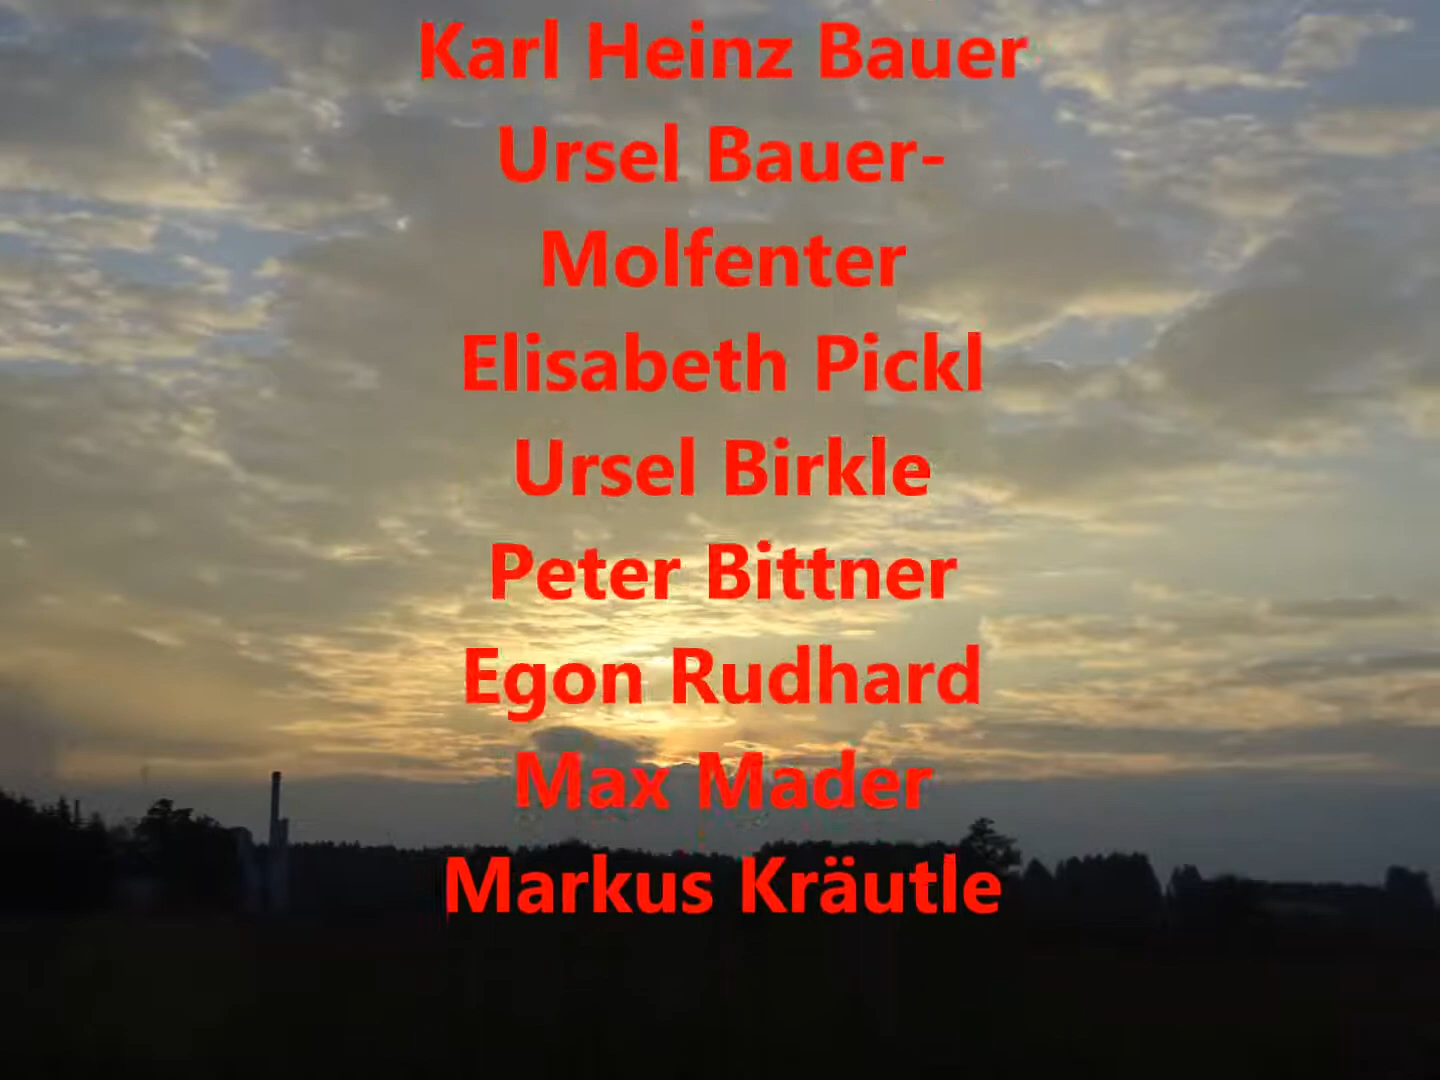 Karl Heinz Bauer
Ursel Bauer-
Molfenter
Elisabeth Pickl
Ursel Birkle
Peter Bittner
Egon Rudhard
Max Mader
Markus Kräutle